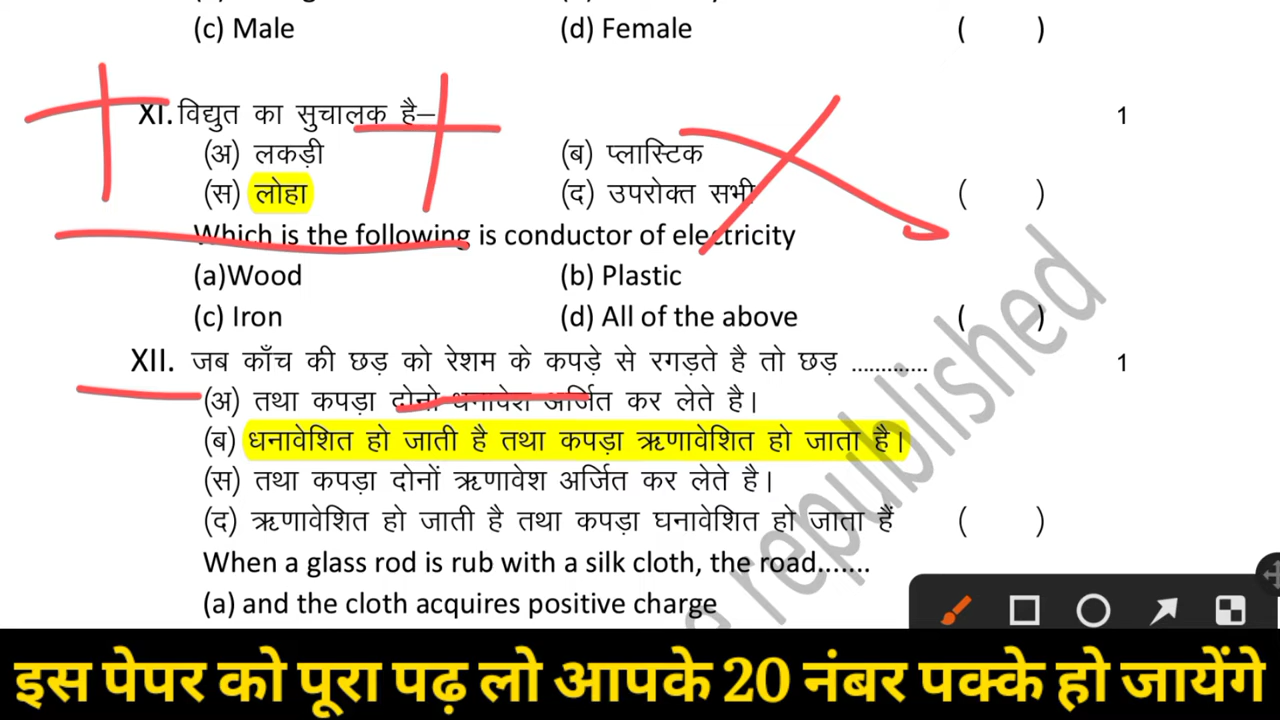 (c) Male (d) Female ( )
XI. विद्युत का सुचालक है– 1
(अ) लकड़ी (ब) प्लास्टिक
(स) लोहा (द) उपरोक्त सभी ( )
Which is the following is conductor of electricity
(a)Wood (b) Plastic
(c) Iron (d) All of the above ( )
XII. जब काँच की छड़ को रेशम के कपड़े से रगड़ते है तो छड़ ............. 1
(अ) तथा कपड़ा दोनो धनावेश अर्जित कर लेते है।
(ब) धनावेशित हो जाती है तथा कपड़ा ऋणावेशित हो जाता है।
(स) तथा कपड़ा दोनों ऋणावेश अर्जित कर लेते है।
(द) ऋणावेशित हो जाती है तथा कपड़ा घनावेशित हो जाता हैं ( )
When a glass rod is rub with a silk cloth, the road.......
(a) and the cloth acquires positive charge
republished
इस पेपर को पूरा पढ़ लो आपके 20 नंबर पक्के हो जायेंगे